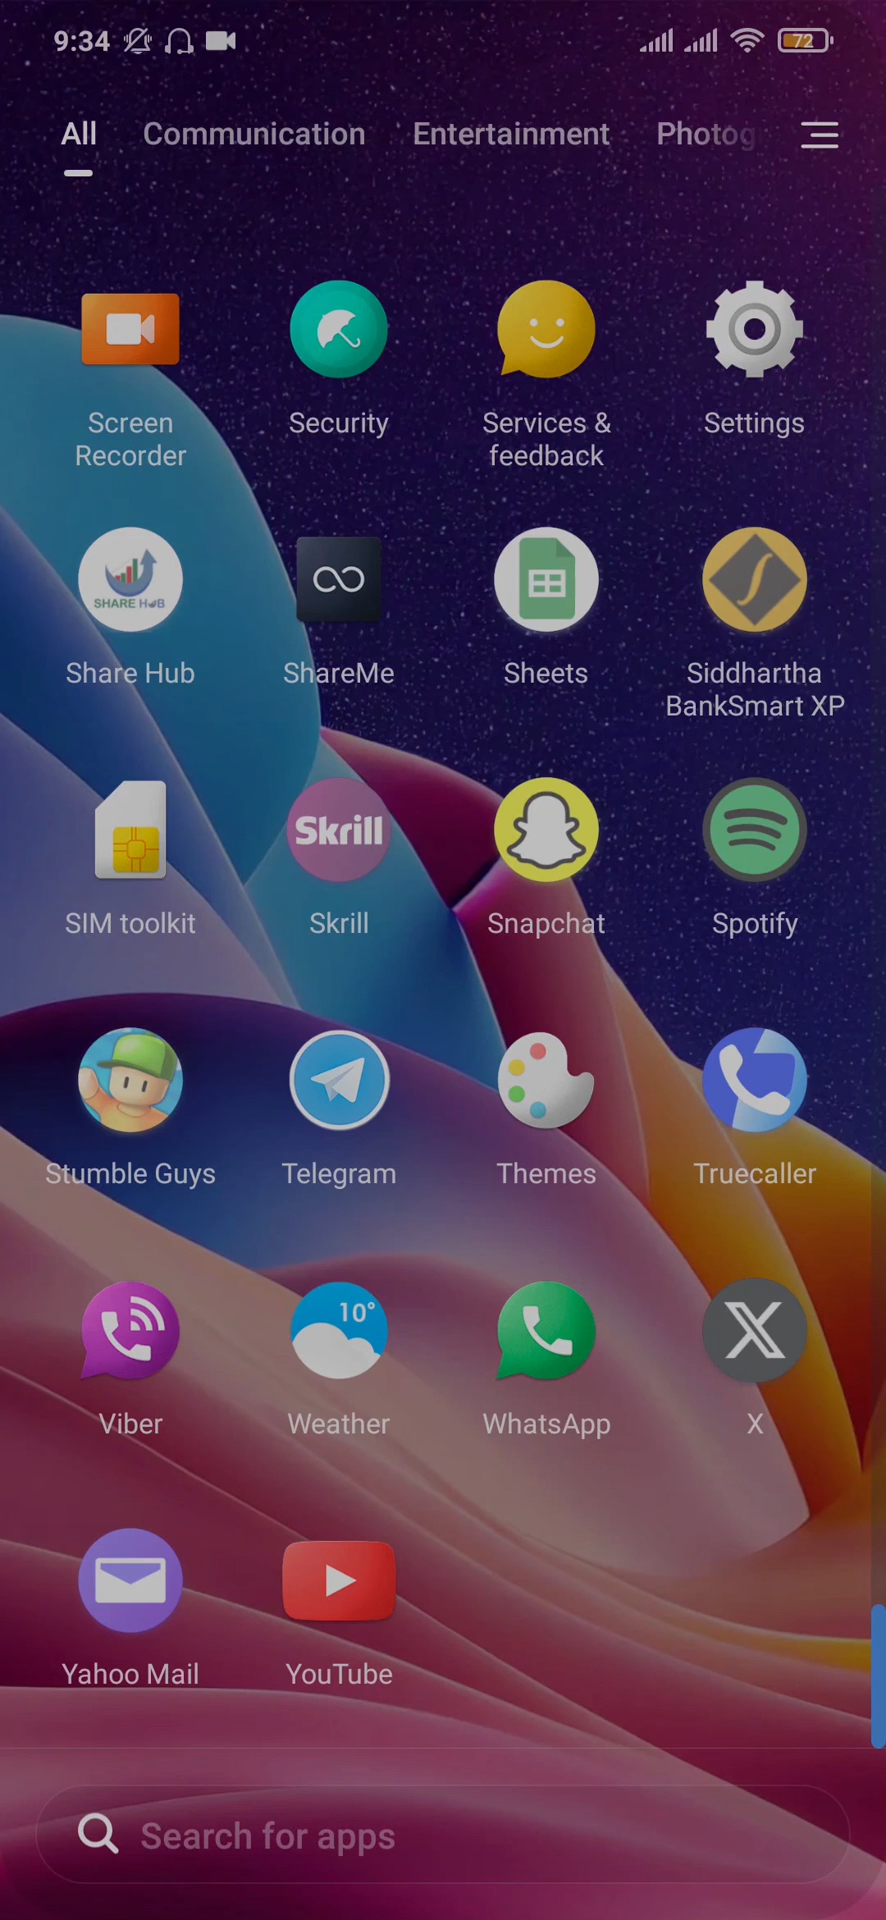 9:34 72
All Communication Entertainment Photog
Screen
Recorder
Security
Services &
feedback
Settings
SHARE HUB
Share Hub
ShareMe
Sheets
Siddhartha
BankSmart XP
SIM toolkit
Skrill
Skrill
Snapchat
Spotify
Stumble Guys
Telegram
Themes
Truecaller
10°
Viber
Weather
WhatsApp
X
Yahoo Mail
YouTube
Search for apps